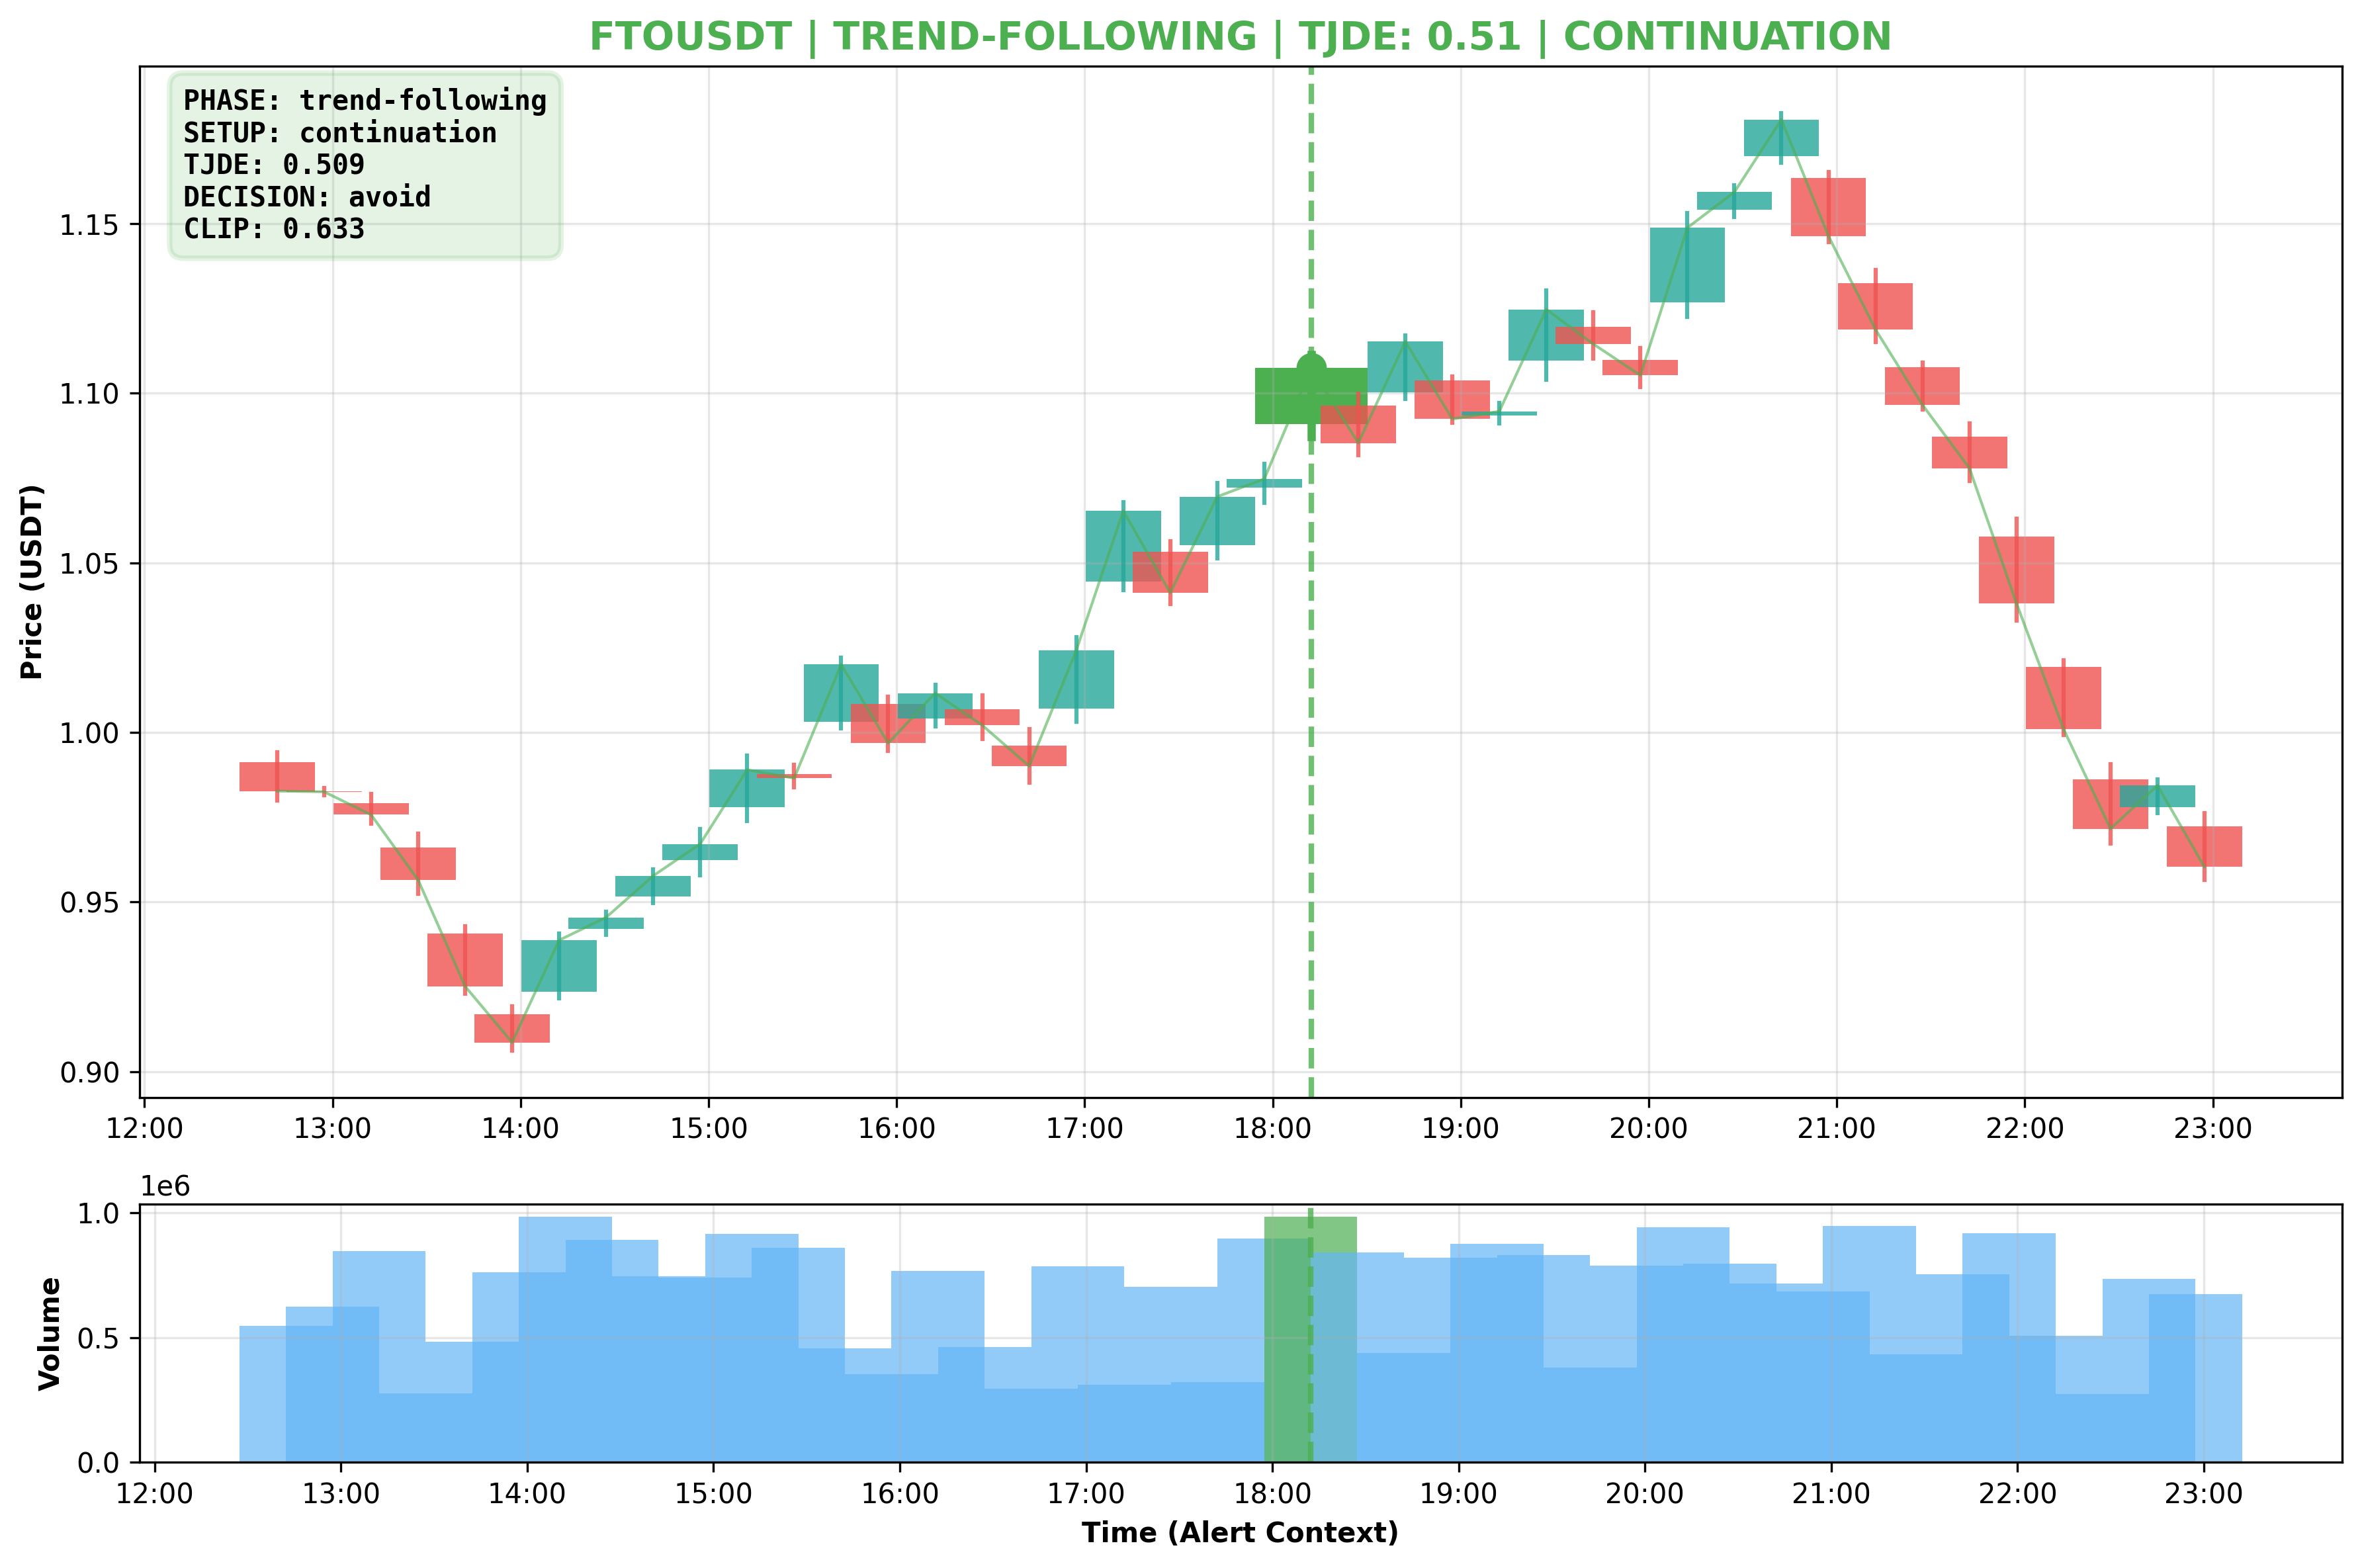 FTOUSDT | TREND-FOLLOWING | TJDE: 0.51 | CONTINUATION
PHASE: trend-following
SETUP: continuation
TJDE: 0.509
DECISION: avoid
CLIP: 0.633
Price (USDT)
1.15
1.10
1.05
1.00
0.95
0.90
12:00 13:00 14:00 15:00 16:00 17:00 18:00 19:00 20:00 21:00 22:00 23:00
1e6
Volume
1.0
0.5
0.0
12:00 13:00 14:00 15:00 16:00 17:00 18:00 19:00 20:00 21:00 22:00 23:00
Time (Alert Context)